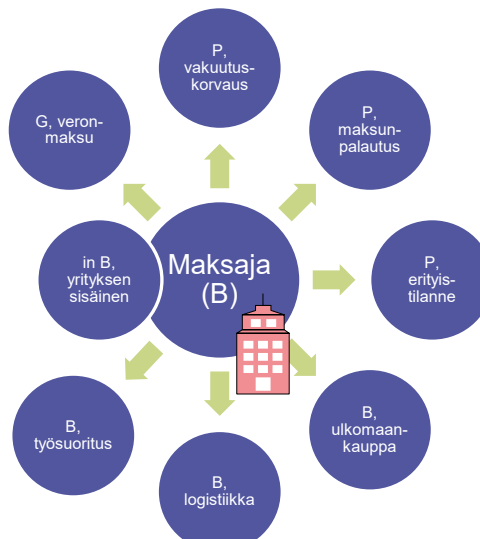 P,
vakuutus-
korvaus
G, veron-
maksu
P,
maksun-
palautus
in B,
yrityksen
sisäinen
Maksaja
(B)
P,
erityis-
tilanne
B,
työsuoritus
B,
ulkomaan-
kauppa
B,
logistiikka